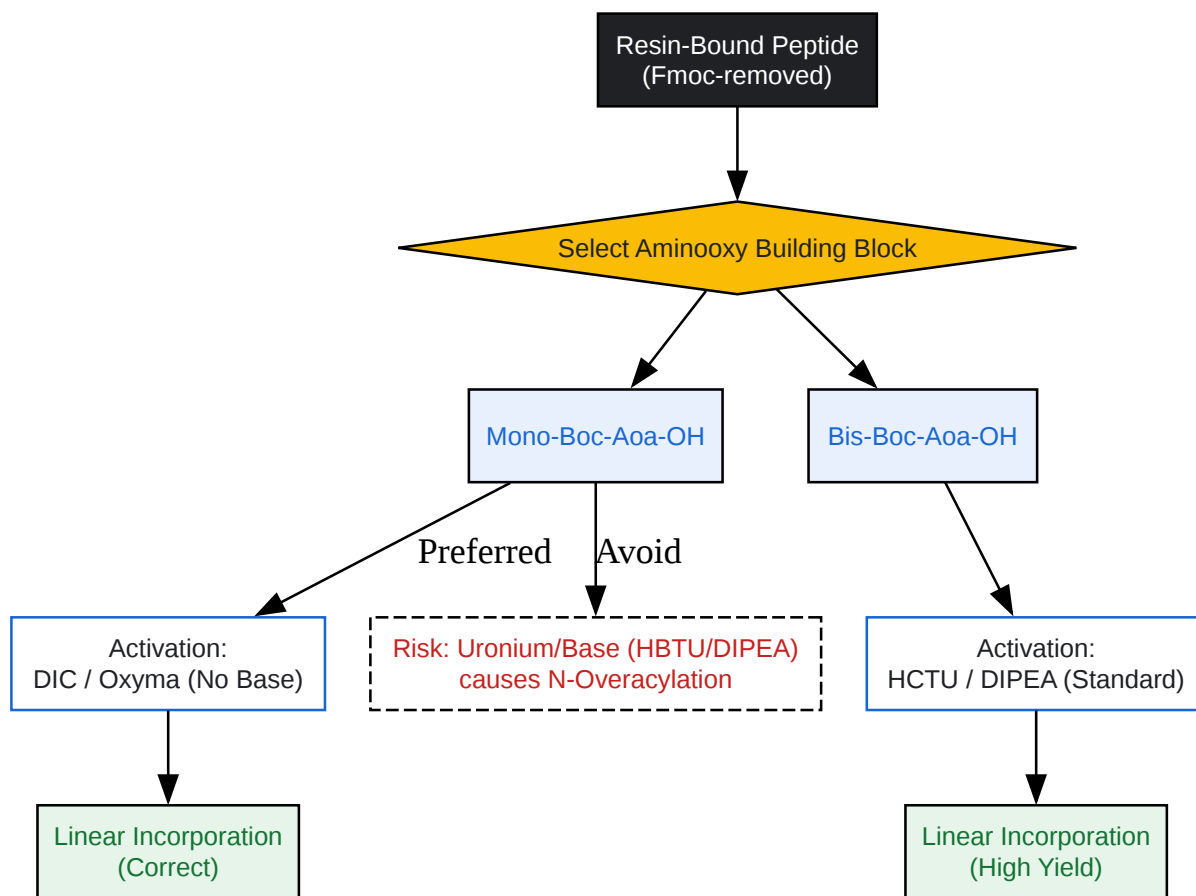 Resin-Bound Peptide
(Fmoc-removed)
Select Aminooxy Building Block
Mono-Boc-Aoa-OH
Bis-Boc-Aoa-OH
Preferred
Avoid
Activation:
DIC / Oxyma (No Base)
Risk: Uronium/Base (HBTU/DIPEA)
causes N-Overacylation
Activation:
HCTU / DIPEA (Standard)
Linear Incorporation
(Correct)
Linear Incorporation
(High Yield)